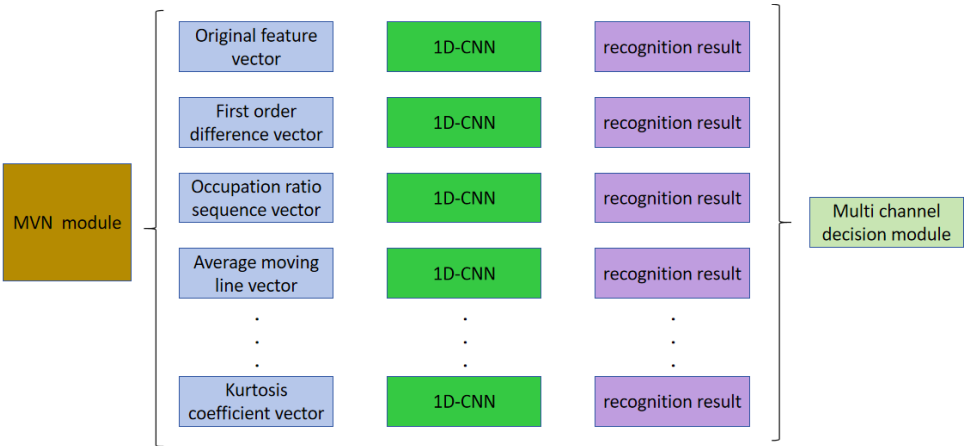 Original feature
vector
1D-CNN
recognition result
First order
difference vector
1D-CNN
recognition result
MVN module
Occupation ratio
sequence vector
1D-CNN
recognition result
Multi channel
decision module
Average moving
line vector
1D-CNN
recognition result
Kurtosis
coefficient vector
1D-CNN
recognition result